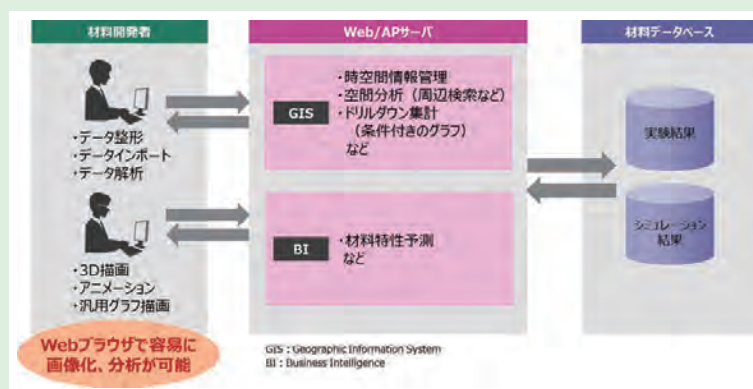 材料開発者
・データ整形
・データインポート
・データ解析
・3D描画
・アニメーション
・汎用グラフ描画
Webブラウザで容易に
画像化、分析が可能
Web/APサーバ
GIS
・時空間情報管理
・空間分析（周辺検索など）
・ドリルダウン集計
（条件付きのグラフ）
など
BI
・材料特性予測
など
GIS : Geographic Information System
BI : Business Intelligence
材料データベース
実験結果
シミュレーション
結果